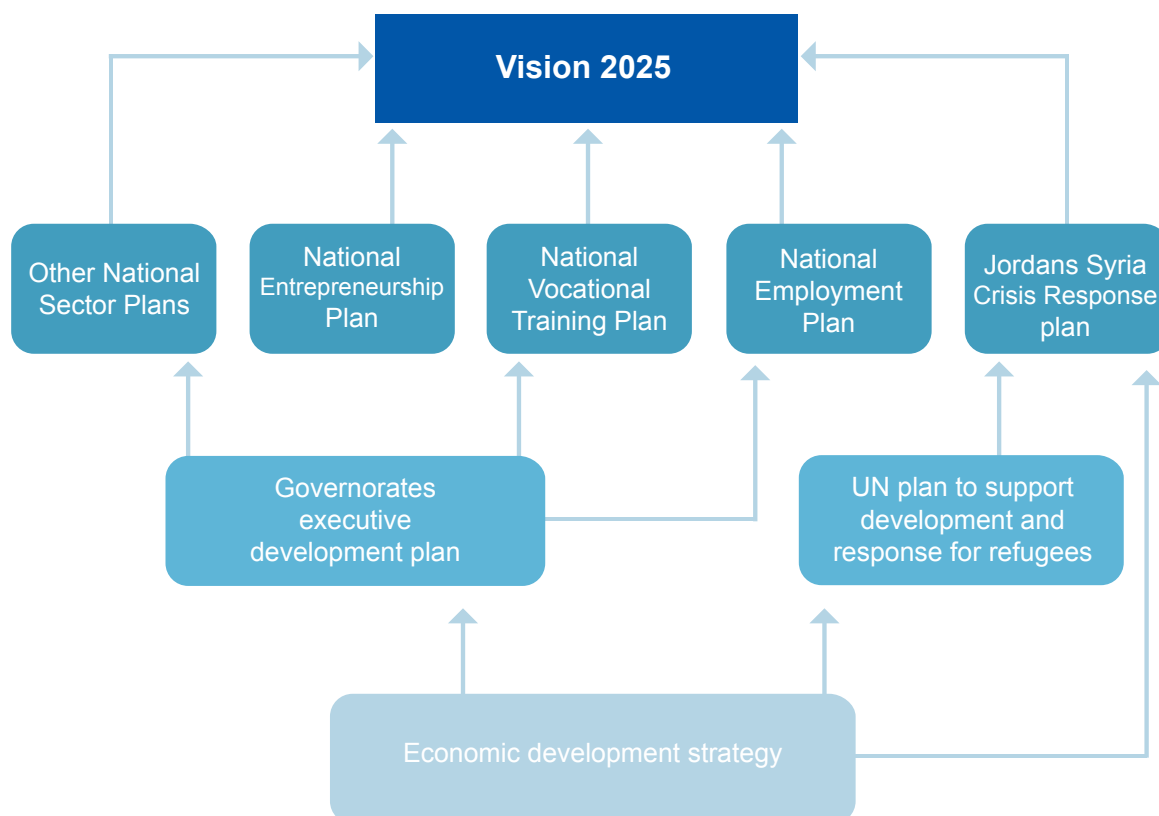 Vision 2025
Other National
Sector Plans
National
Entrepreneurship
Plan
National
Vocational
Training Plan
National
Employment
Plan
Jordans Syria
Crisis Response
plan
Governorates
executive
development plan
UN plan to support
development and
response for refugees
Economic development strategy